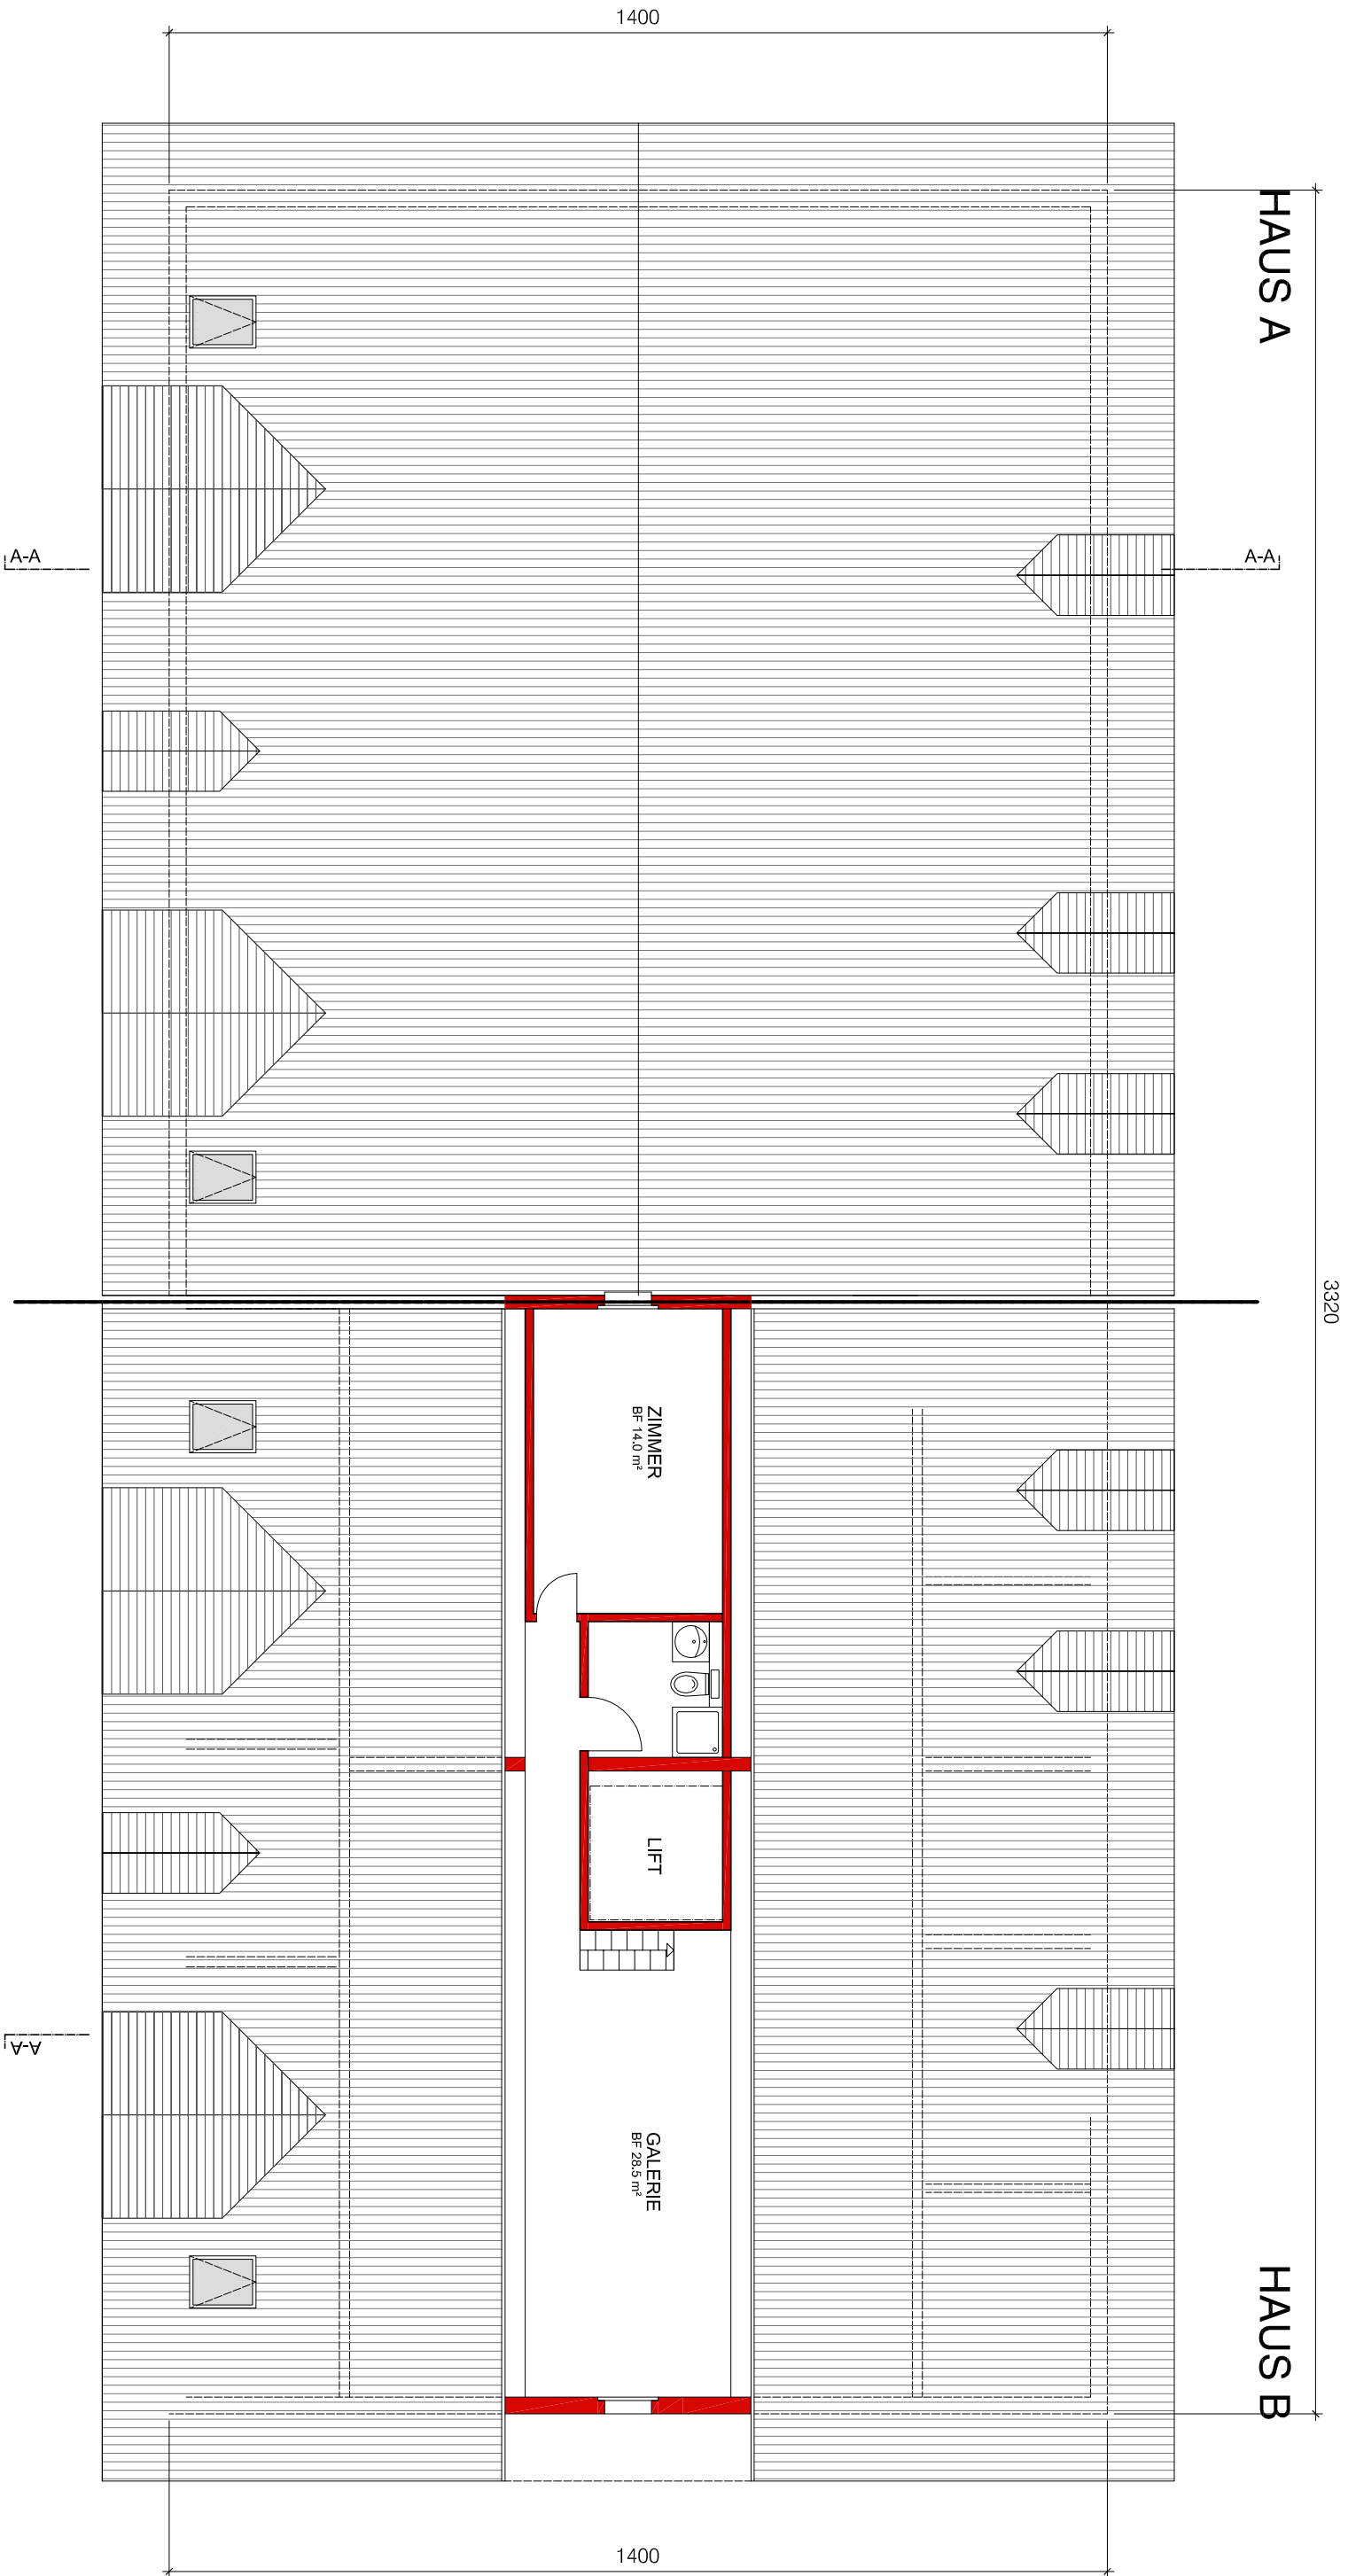 1400
HAUS A
A-A
A-A
3320
ZIMMER
BF 14.0 m²
LIFT
A-A
GALERIE
BF 28.5 m²
HAUS B
1400